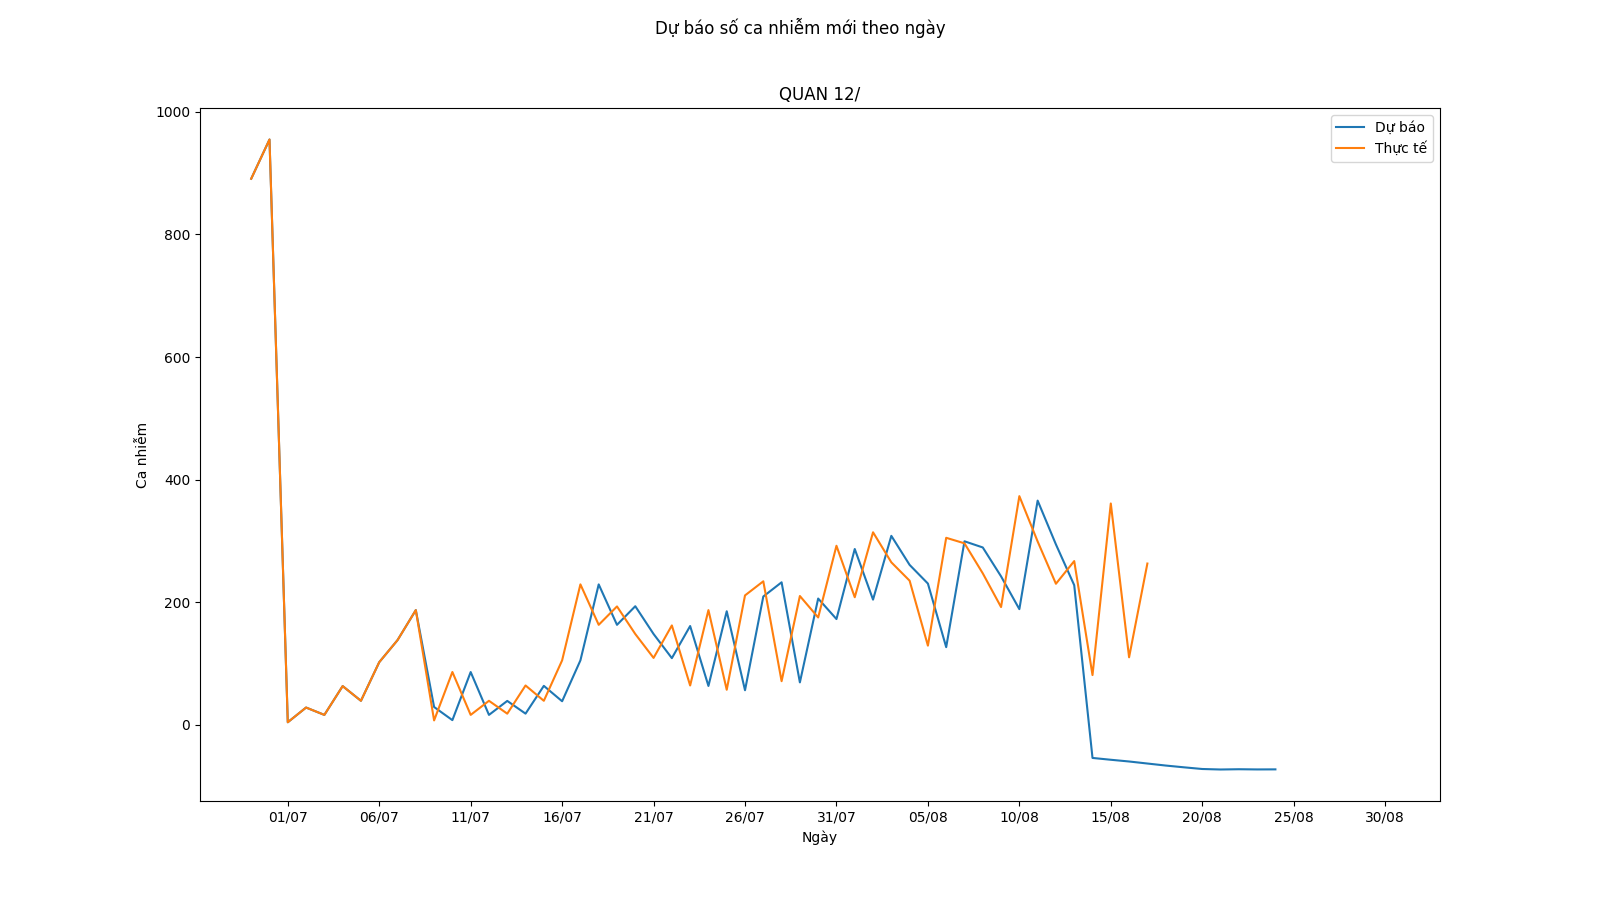 Dự báo số ca nhiễm mới theo ngày
QUAN 12/
1000
800
600
400
200
0
Ca nhiễm
Dự báo
Thực tế
01/07 06/07 11/07 16/07 21/07 26/07 31/07 05/08 10/08 15/08 20/08 25/08 30/08
Ngày